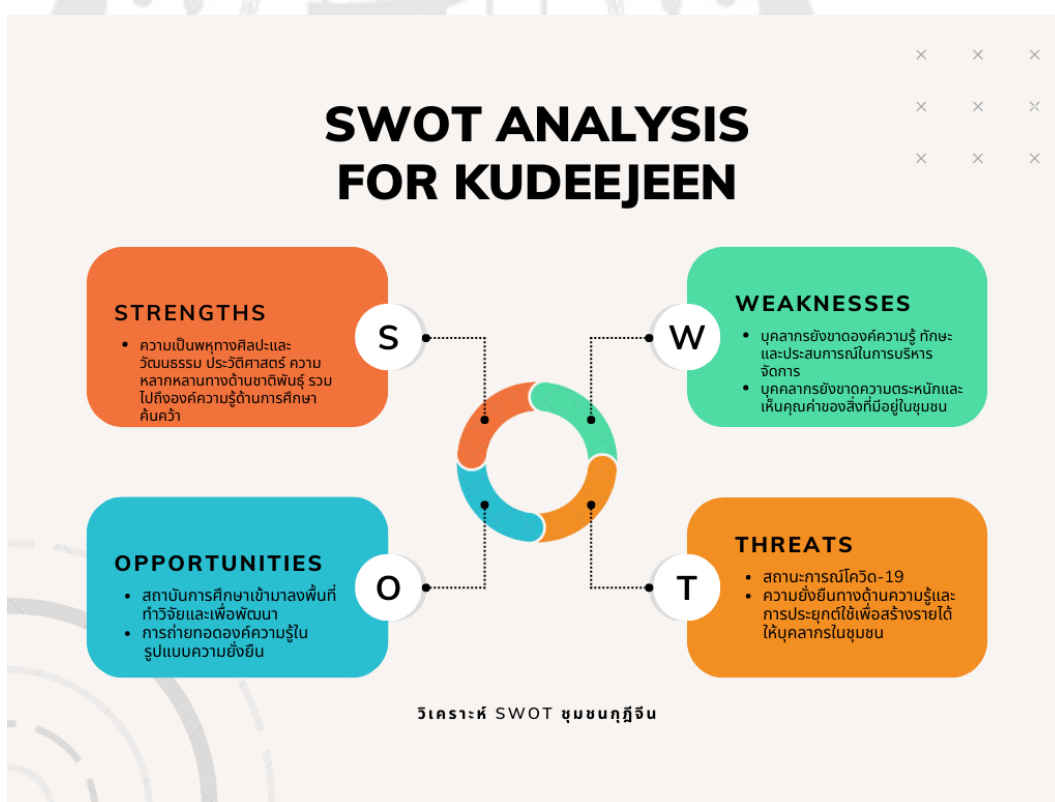 SWOT ANALYSIS
FOR KUDEEJEEN
STRENGTHS
• ความเป็นพหุทางศิลปะและ
วัฒนธรรม ประวัติศาสตร์ ความ
หลากหลานทางด้านชาติพันธุ์ รวม
ไปถึงองค์ความรู้ด้านการศึกษา
ค้นคว้า
S
W
WEAKNESSES
• บุคลากรยังขาดองค์ความรู้ ทักษะ
และประสบการณ์ในการบริหาร
จัดการ
• บุคคลากรยังขาดความตระหนักและ
เห็นคุณค่าของสิ่งที่มีอยู่ในชุมชน
OPPORTUNITIES
• สถาบันการศึกษาเข้ามาลงพื้นที่
ทำวิจัยและเพื่อพัฒนา
• การถ่ายทอดองค์ความรู้ใน
รูปแบบความยั่งยืน
O
T
THREATS
• สถานะการณ์โควิด-19
• ความยั่งยืนทางด้านความรู้และ
การประยุกต์ใช้เพื่อสร้างรายได้
ให้บุคลากรในชุมชน
วิเคราะห์ SWOT ชุมชนกุฎีจีน